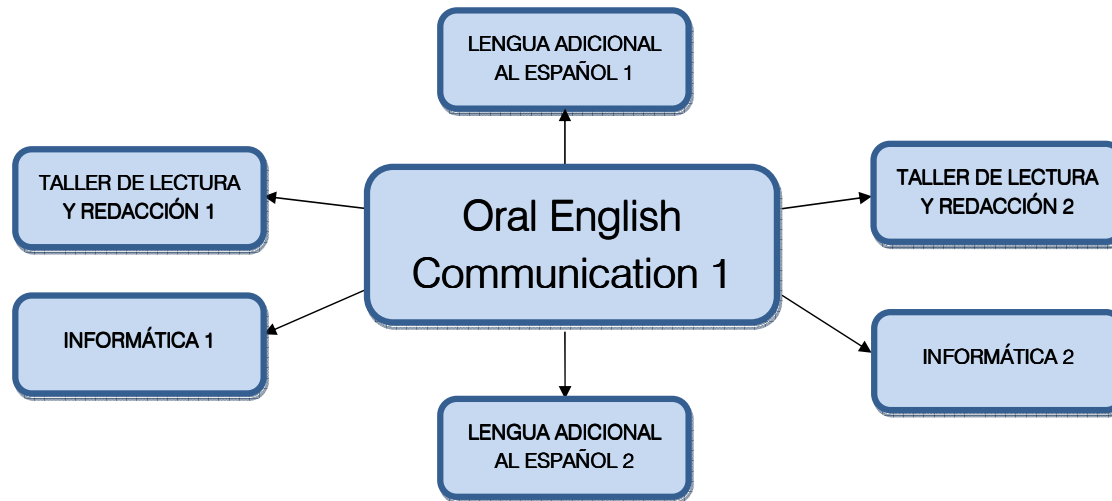 LENGUA ADICIONAL
AL ESPAÑOL 1
TALLER DE LECTURA
Y REDACCIÓN 1
TALLER DE LECTURA
Y REDACCIÓN 2
Oral English
Communication 1
INFORMÁTICA 1
INFORMÁTICA 2
LENGUA ADICIONAL
AL ESPAÑOL 2